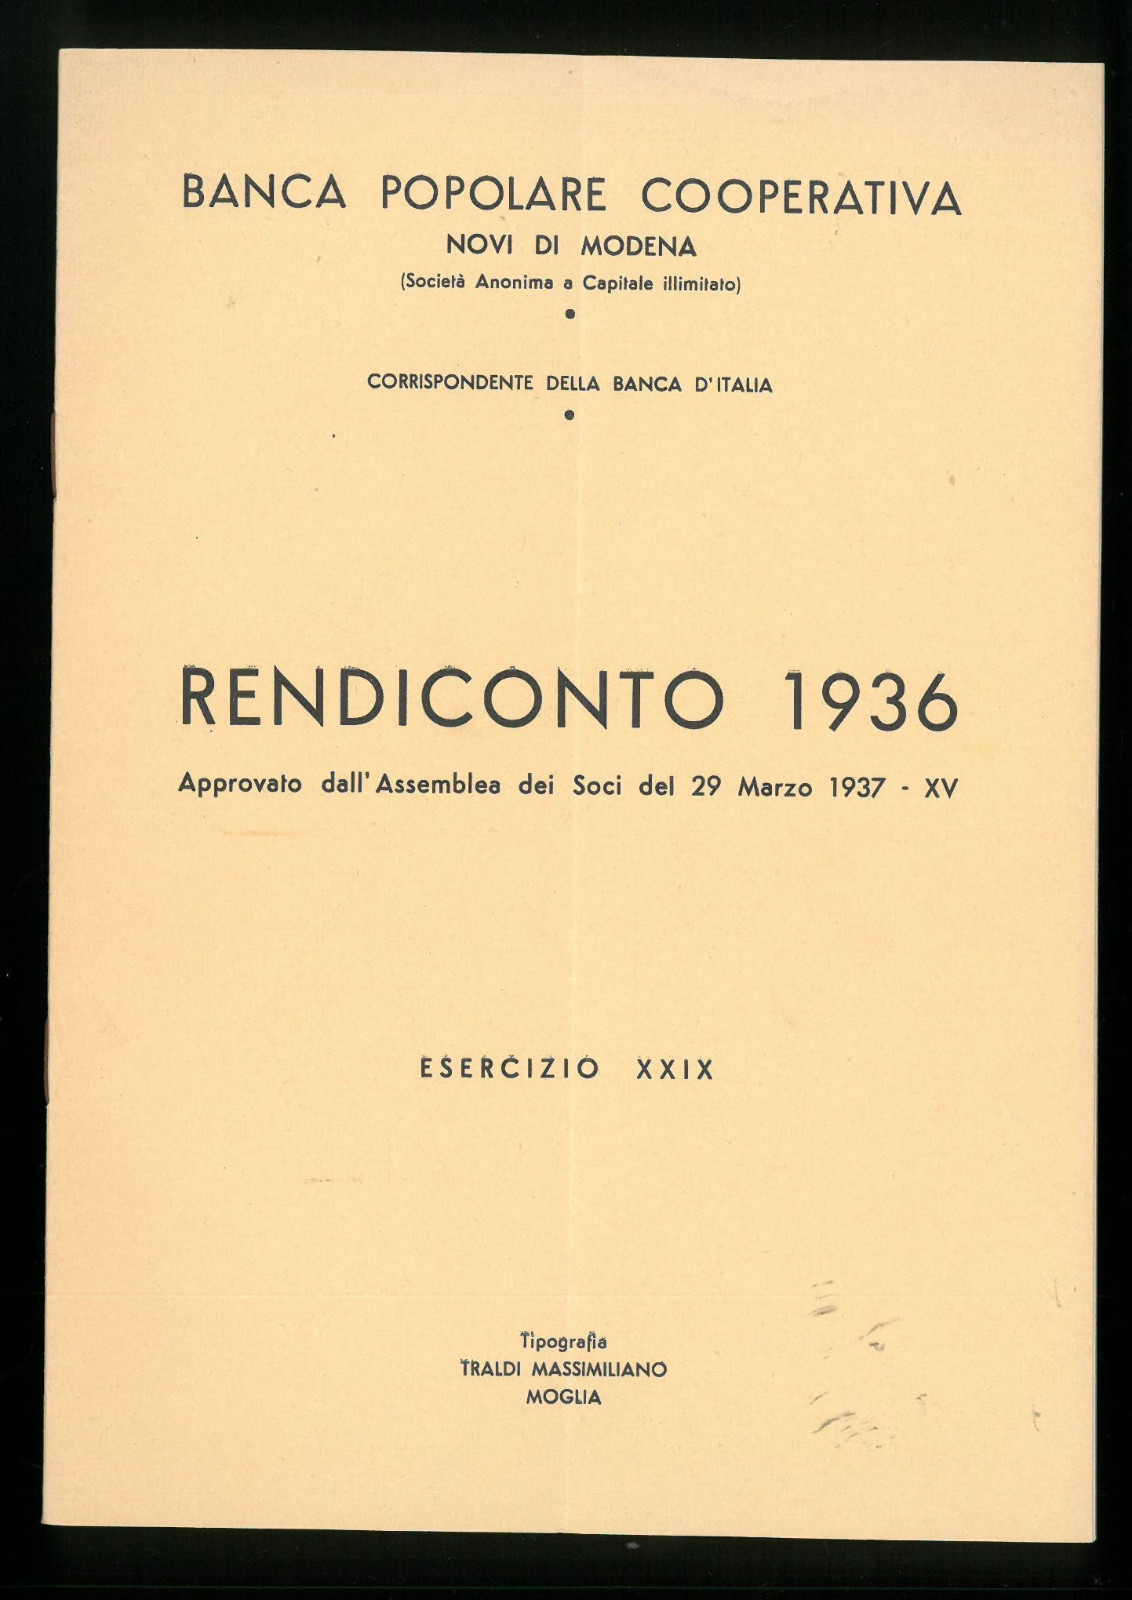 BANCA POPOLARE COOPERATIVA
NOVI DI MODENA
(Società Anonima a Capitale illimitato)
CORRISPONDENTE DELLA BANCA D'ITALIA
RENDICONTO 1936
Approvato dall'Assemblea dei Soci del 29 Marzo 1937 - XV
ESERCIZIO XXIX
Tipografia
TRALDI MASSIMILIANO
MOGLIA